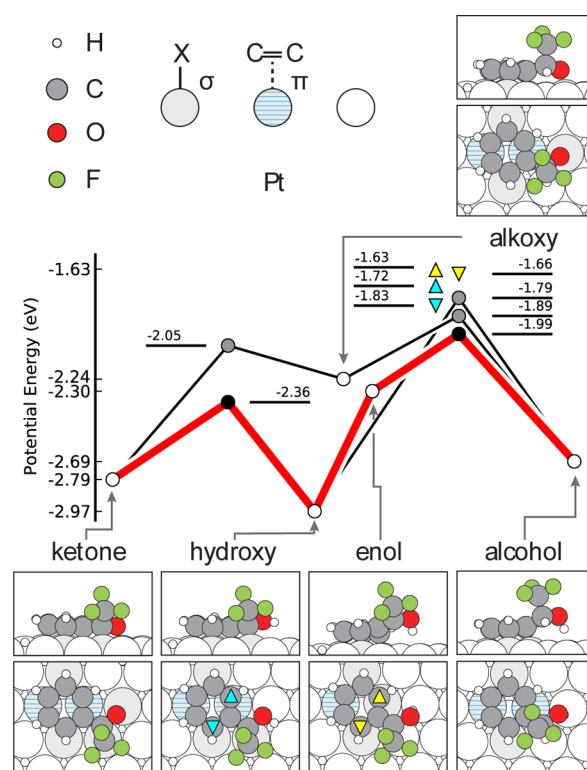 H
C
O
F
X
σ
C=C
π
Pt
alkoxy
Potential Energy (eV)
-1.63
-2.24
-2.30
-2.69
-2.79
-2.97
-2.05
-2.36
-1.63
-1.72
-1.83
-1.66
-1.79
-1.89
-1.99
ketone
hydroxy
enol
alcohol